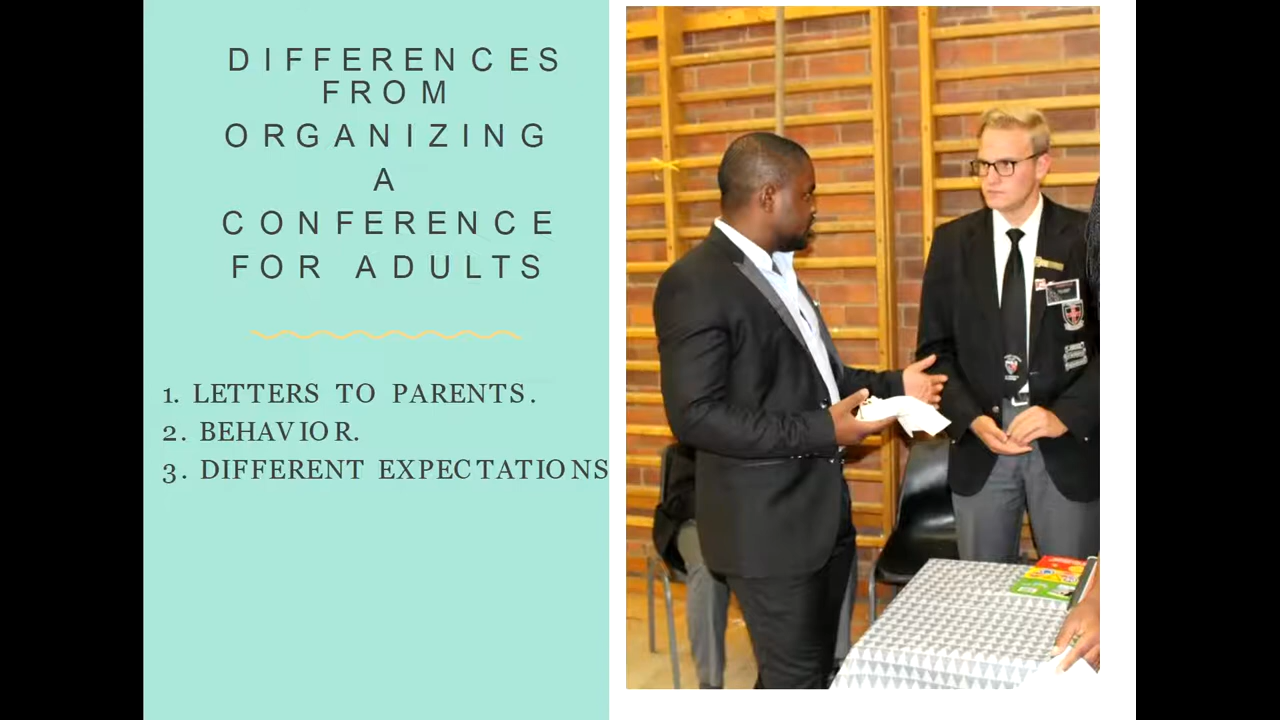 DIFFERENCES
FROM
ORGANIZING
A
CONFERENCE
FOR ADULTS
1. LETTERS TO PARENTS.
2. BEHAVIOR.
3. DIFFERENT EXPECTATIONS